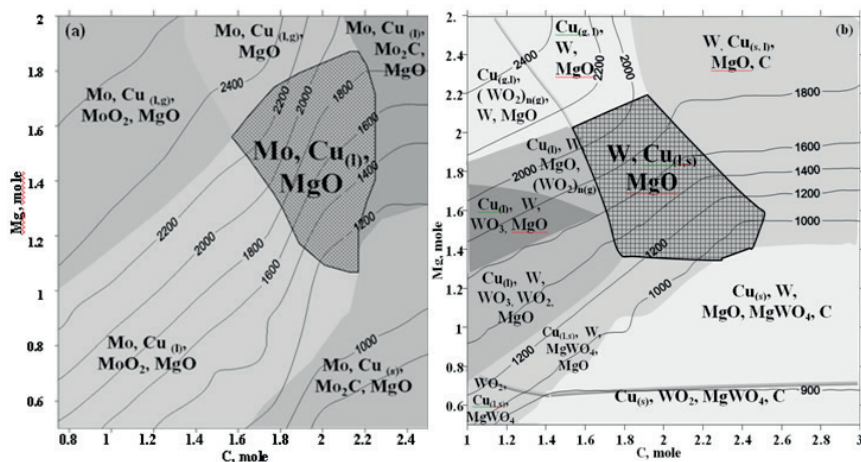 (a)
Mo, Cu (l,g),
MgO
Mo, Cu (l),
Mo2C, MgO
Mo, Cu (l,g),
MoO2, MgO
Mo, Cu(l),
MgO
Mo, Cu (l)
MoO2, MgO
Mo, Cu (s)
Mo2C, MgO
2400
2200
2000
1800
1600
1400
1200
2200
2000
1800
1600
1000
2
1.8
1.6
1.4
1.2
1
0.8
0.6
Mg, mole
0.8 1 1.2 1.4 1.6 1.8 2 2.2 2.4
C, mole
(b)
Cu(g, l)
W,
MgO
W, Cu(s, l)
MgO, C
Cu(g,l)
(WO2)n(g)
W, MgO
Cu(l), W
MgO,
(WO2)n(g)
W, Cu(l,s)
MgO
Cu(l), W,
WO3, MgO
Cu(l), W,
WO3, WO2,
MgO
Cu(l,s), W,
MgWO4,
MgO
Cu(s), W,
MgO, MgWO4, C
WO2,
Cu(l,s),
MgWO4
Cu(s), WO2, MgWO4, C
2400
2200
2000
1800
2000
1600
1400
1200
1000
1200
1000
1200
900
2.6
2.4
2.2
2
1.8
1.6
1.4
1.2
1
0.8
0.6
Mg, mole
1 1.2 1.4 1.6 1.8 2 2.2 2.4 2.6 2.8 3
C, mole